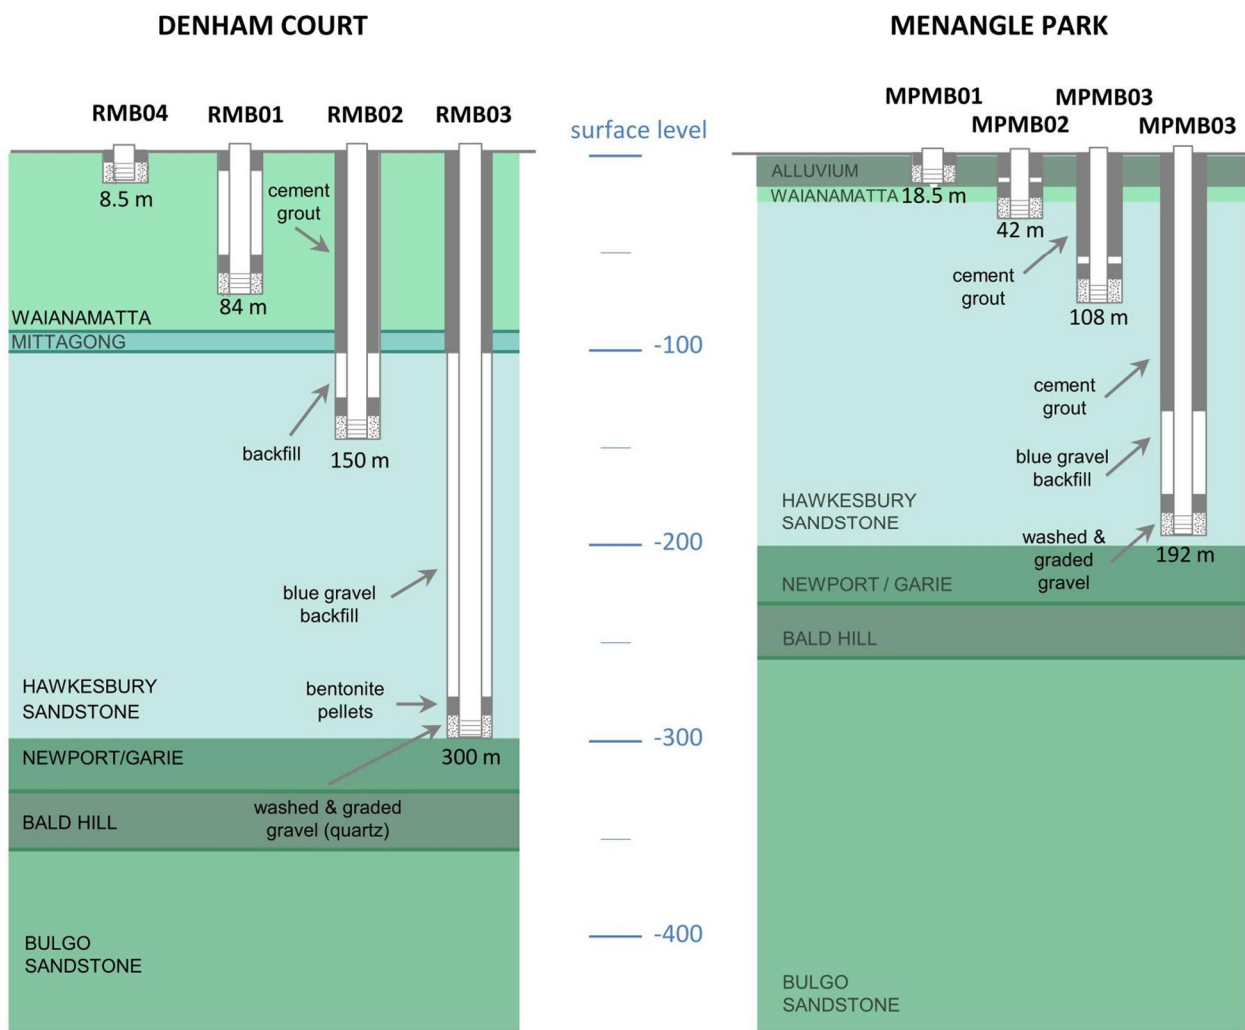 DENHAM COURT
MENANGLE PARK
RMB04
RMB01
RMB02
RMB03
surface level
MPMB01
MPMB02
MPMB03
MPMB03
8.5 m
cement
grout
84 m
WAIANAMATTA
MITTAGONG
backfill
150 m
blue gravel
backfill
HAWKESBURY
SANDSTONE
bentonite
pellets
NEWPORT/GARIE
300 m
BALD HILL
washed & graded
gravel (quartz)
BULGO
SANDSTONE
-100
-200
-300
-400
ALLUVIUM
WAIANAMATTA
18.5 m
42 m
cement
grout
108 m
cement
grout
blue gravel
backfill
HAWKESBURY
SANDSTONE
washed &
graded
gravel
192 m
NEWPORT / GARIE
BALD HILL
BULGO
SANDSTONE